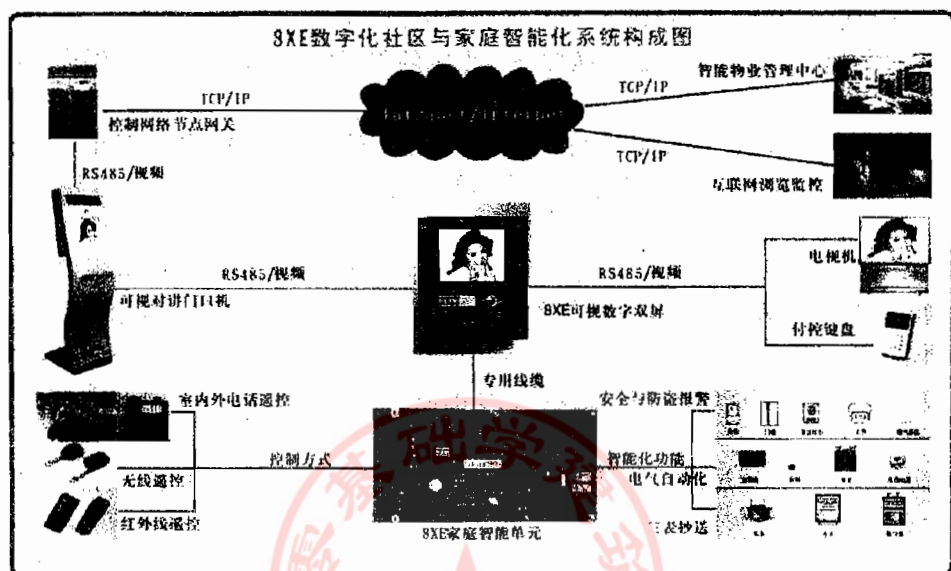 8XE数字化社区与家庭智能化系统构成图
智能物业管理中心
TCP/IP
TCP/IP
Intranet/Internet
控制网络节点网关
TCP/IP
互联网浏览监控
RS485/视频
电视机
RS485/视频
RS485/视频
可视对讲门口机
8XE可视数字双屏
付控键盘
专用线缆
室内外电话遥控
安全与防盗报警
控制方式
智能化功能
无线遥控
电气自动化
红外线遥控
三表抄送
8XE家庭智能单元